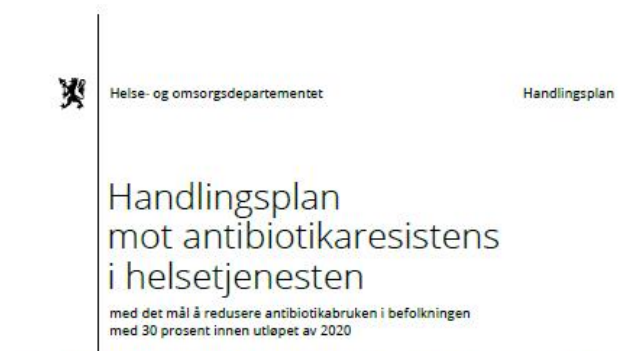 Helse- og omsorgsdepartementet
Handlingsplan
Handlingsplan
mot antibiotikaresistens
i helsetjenesten
med det mål å redusere antibiotikabruken i befolkningen
med 30 prosent innen utløpet av 2020